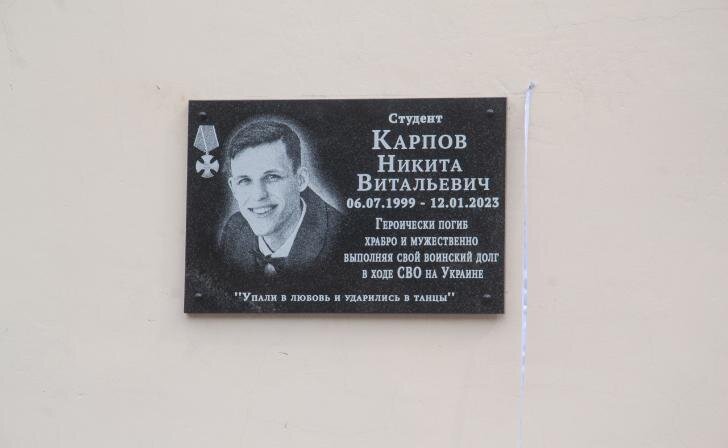 Студент
Карпов
Никита
Витальевич
06.07.1999 - 12.01.2023
Героически погиб
храбро и мужественно
выполняя свой воинский долг
в ходе СВО на Украине
"Упали в любовь и ударились в танцы"